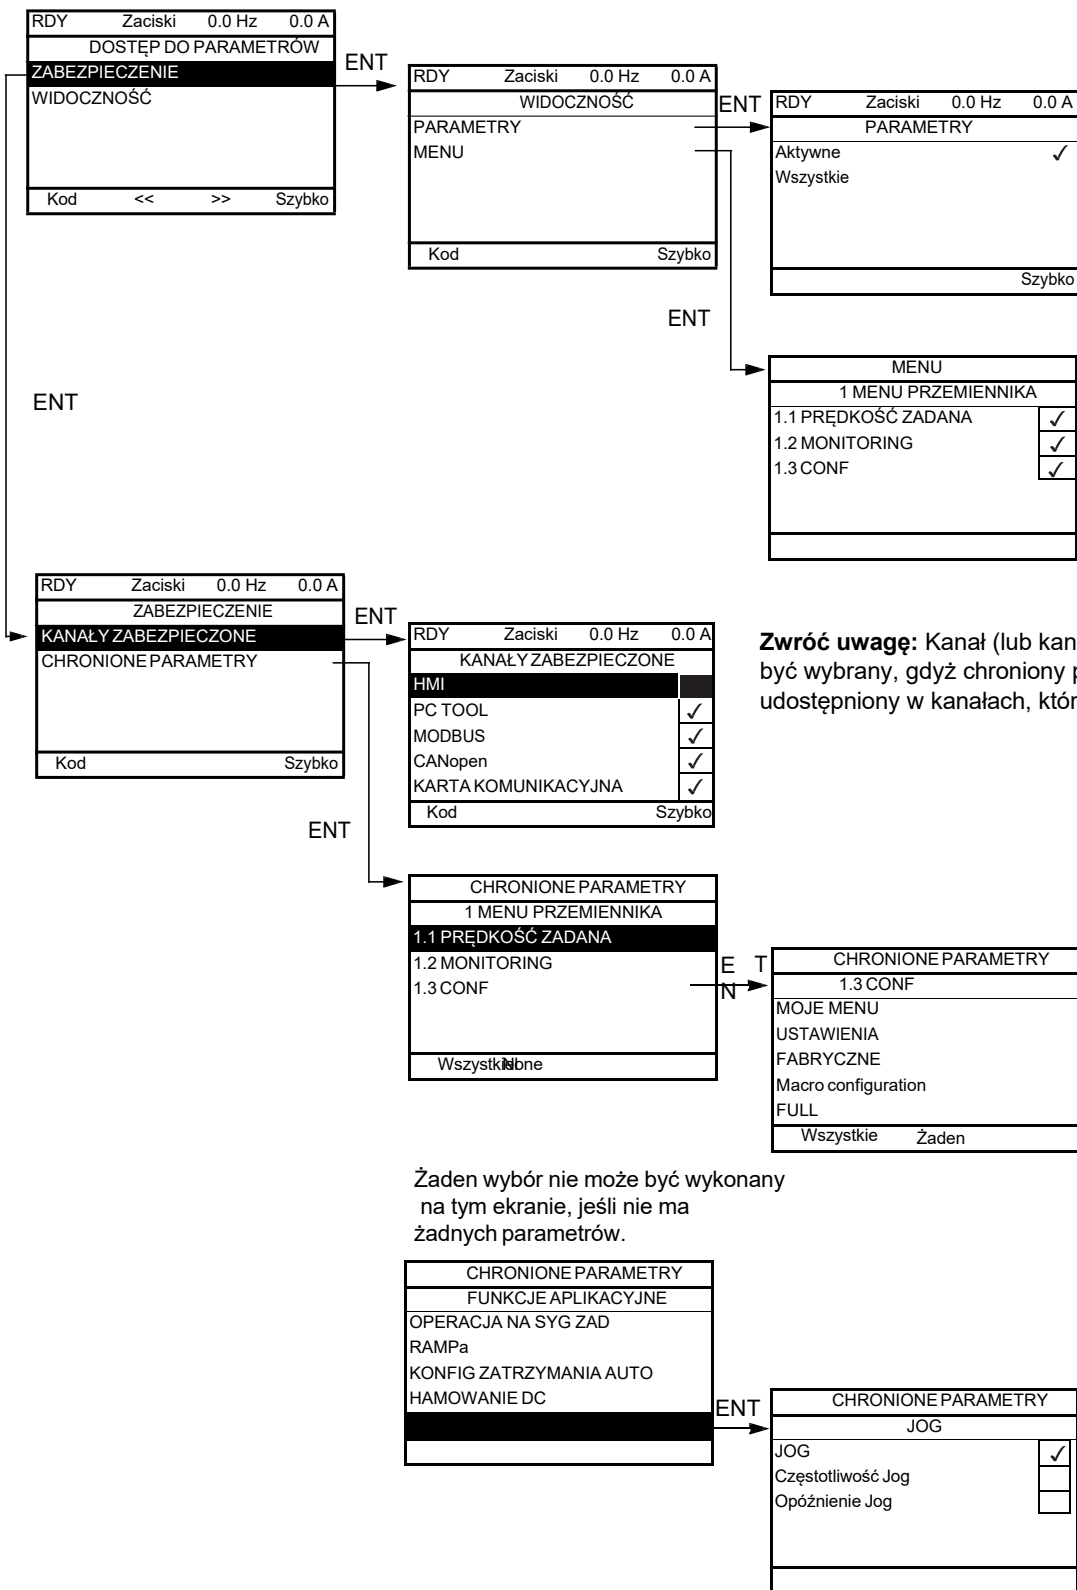 RDY Zaciski 0.0 Hz 0.0 A
DOSTĘP DO PARAMETRÓW
ZABEZPIECZENIE
WIDOCZNOŚĆ
Kod << >> Szybko
ENT
RDY Zaciski 0.0 Hz 0.0 A
WIDOCZNOŚĆ
PARAMETRY
MENU
Kod Szybko
ENT
RDY Zaciski 0.0 Hz 0.0 A
PARAMETRY
Aktywne ✓
Wszystkie
Szybko
ENT
MENU
1 MENU PRZEMIENNIKA
1.1 PRĘDKOŚĆ ZADANA ✓
1.2 MONITORING ✓
1.3 CONF ✓
ENT
RDY Zaciski 0.0 Hz 0.0 A
ZABEZPIECZENIE
KANAŁY ZABEZPIECZONE
CHRONIONE PARAMETRY
Kod Szybko
ENT
RDY Zaciski 0.0 Hz 0.0 A
KANAŁY ZABEZPIECZONE
HMI
PC TOOL ✓
MODBUS ✓
CANopen ✓
KARTA KOMUNIKACYJNA ✓
Kod Szybko
Zwróć uwagę: Kanał (lub kan
być wybrany, gdyż chroniony p
udostępniony w kanałach, któr
ENT
CHRONIONE PARAMETRY
1 MENU PRZEMIENNIKA
1.1 PRĘDKOŚĆ ZADANA
1.2 MONITORING
1.3 CONF
Wszystkie None
E T
N
CHRONIONE PARAMETRY
1.3 CONF
MOJE MENU
USTAWIENIA
FABRYCZNE
Macro configuration
FULL
Wszystkie Żaden
Żaden wybór nie może być wykonany
na tym ekranie, jeśli nie ma
żadnych parametrów.
CHRONIONE PARAMETRY
FUNKCJE APLIKACYJNE
OPERACJA NA SYG ZAD
RAMPa
KONFIG ZATRZYMANIA AUTO
HAMOWANIE DC
ENT
CHRONIONE PARAMETRY
JOG
JOG ✓
Częstotliwość Jog
Opóźnienie Jog